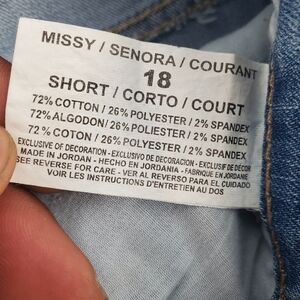 MISSY / SENORA / COURANT
18
SHORT / CORTO / COURT
72% COTTON / 26% POLYESTER / 2% SPANDEX
72% ALGODON / 26% POLIESTER / 2% SPANDEX
72 % COTON / 26% POLYESTER / 2% SPANDEX
EXCLUSIVE OF DECORATION - EXCLUSIVO DE DECORACION - EXCLUSIF DE DÉCOR
MADE IN JORDAN - HECHO EN JORDANIA - FABRIQUE EN JORDANIE
SEE REVERSE FOR CARE - VER AL REVERSO PARA EL CUIDADO
VOIR LES INSTRUCTIONS D'ENTRETIEN AU DOS